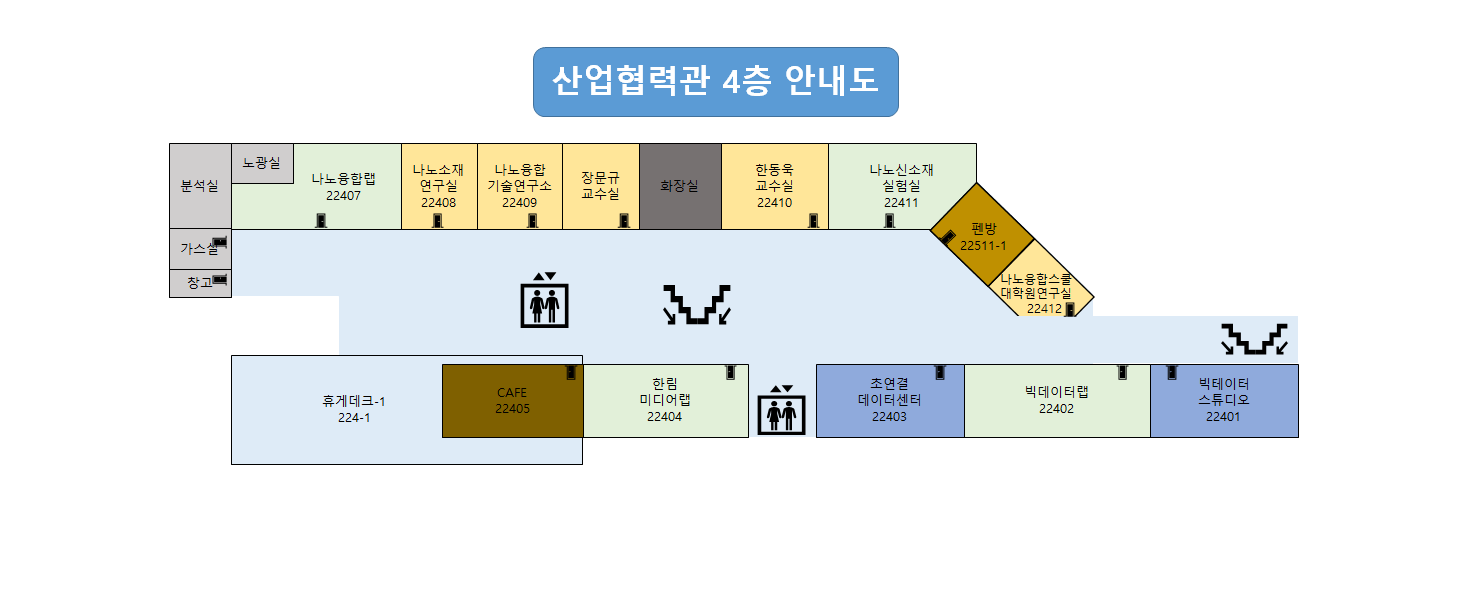 산업협력관 4층 안내도
분석실
노광실
나노융합랩
22407
나노소재
연구실
22408
나노융합
기술연구소
22409
장문규
교수실
화장실
한동욱
교수실
22410
나노신소재
실험실
22411
펜방
22511-1
가스실
창고
나노융합스쿨
대학원연구실
22412
휴게데크-1
224-1
CAFE
22405
한림
미디어랩
22404
초연결
데이터센터
22403
빅데이터랩
22402
빅테이터
스튜디오
22401